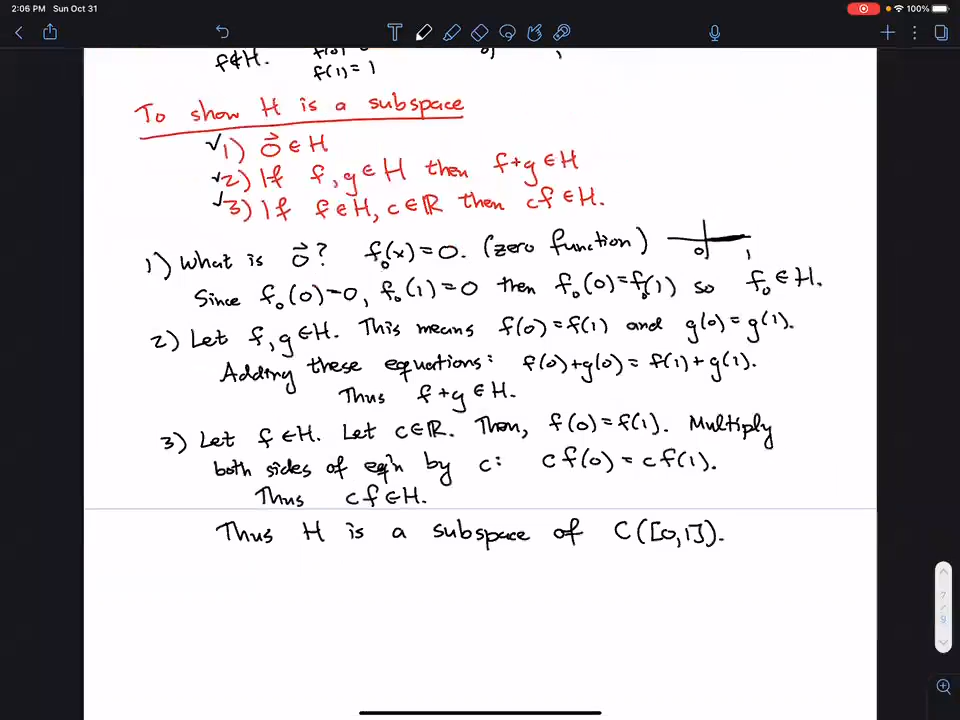 2:06 PM Sun Oct 31
100%
f∉H.
f(1)=1
1
To show H is a subspace
✓1) 0⃗ ∈ H
✓2) If f, g ∈ H then f+g ∈ H
✓3) If f∈H, c∈ℝ then cf∈H.
1) What is 0⃗? f₀(x)=0. (zero function) 0 1
Since f₀(0)=0, f₀(1)=0 then f₀(0)=f₀(1) so f₀∈H.
2) Let f, g∈H. This means f(0)=f(1) and g(0)=g(1).
Adding these equations: f(0)+g(0)=f(1)+g(1).
Thus f+g∈H.
3) Let f∈H. Let c∈ℝ. Then, f(0)=f(1). Multiply
both sides of eq'n by c: cf(0)=cf(1).
Thus cf∈H.
Thus H is a subspace of C([0,1]).
7
/
9